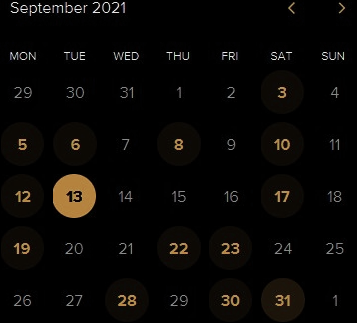 September 2021 < >
MON TUE WED THU FRI SAT SUN
29 30 31 1 2 3 4
5 6 7 8 9 10 11
12 13 14 15 16 17 18
19 20 21 22 23 24 25
26 27 28 29 30 31 1